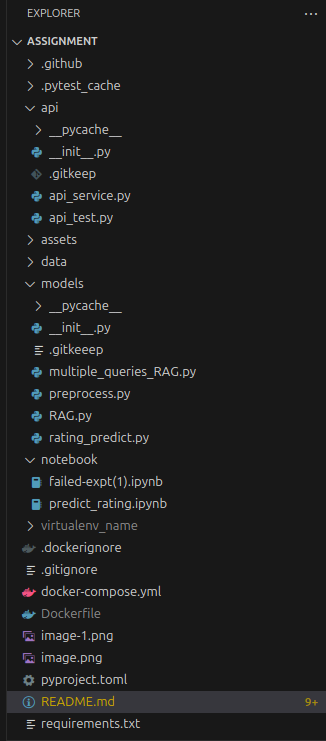 EXPLORER
ASSIGNMENT
.github
.pytest_cache
api
__pycache__
__init__.py
.gitkeep
api_service.py
api_test.py
assets
data
models
__pycache__
__init__.py
.gitkeeep
multiple_queries_RAG.py
preprocess.py
RAG.py
rating_predict.py
notebook
failed-expt(1).ipynb
predict_rating.ipynb
virtualenv_name
.dockerignore
.gitignore
docker-compose.yml
Dockerfile
image-1.png
image.png
pyproject.toml
README.md 9+
requirements.txt